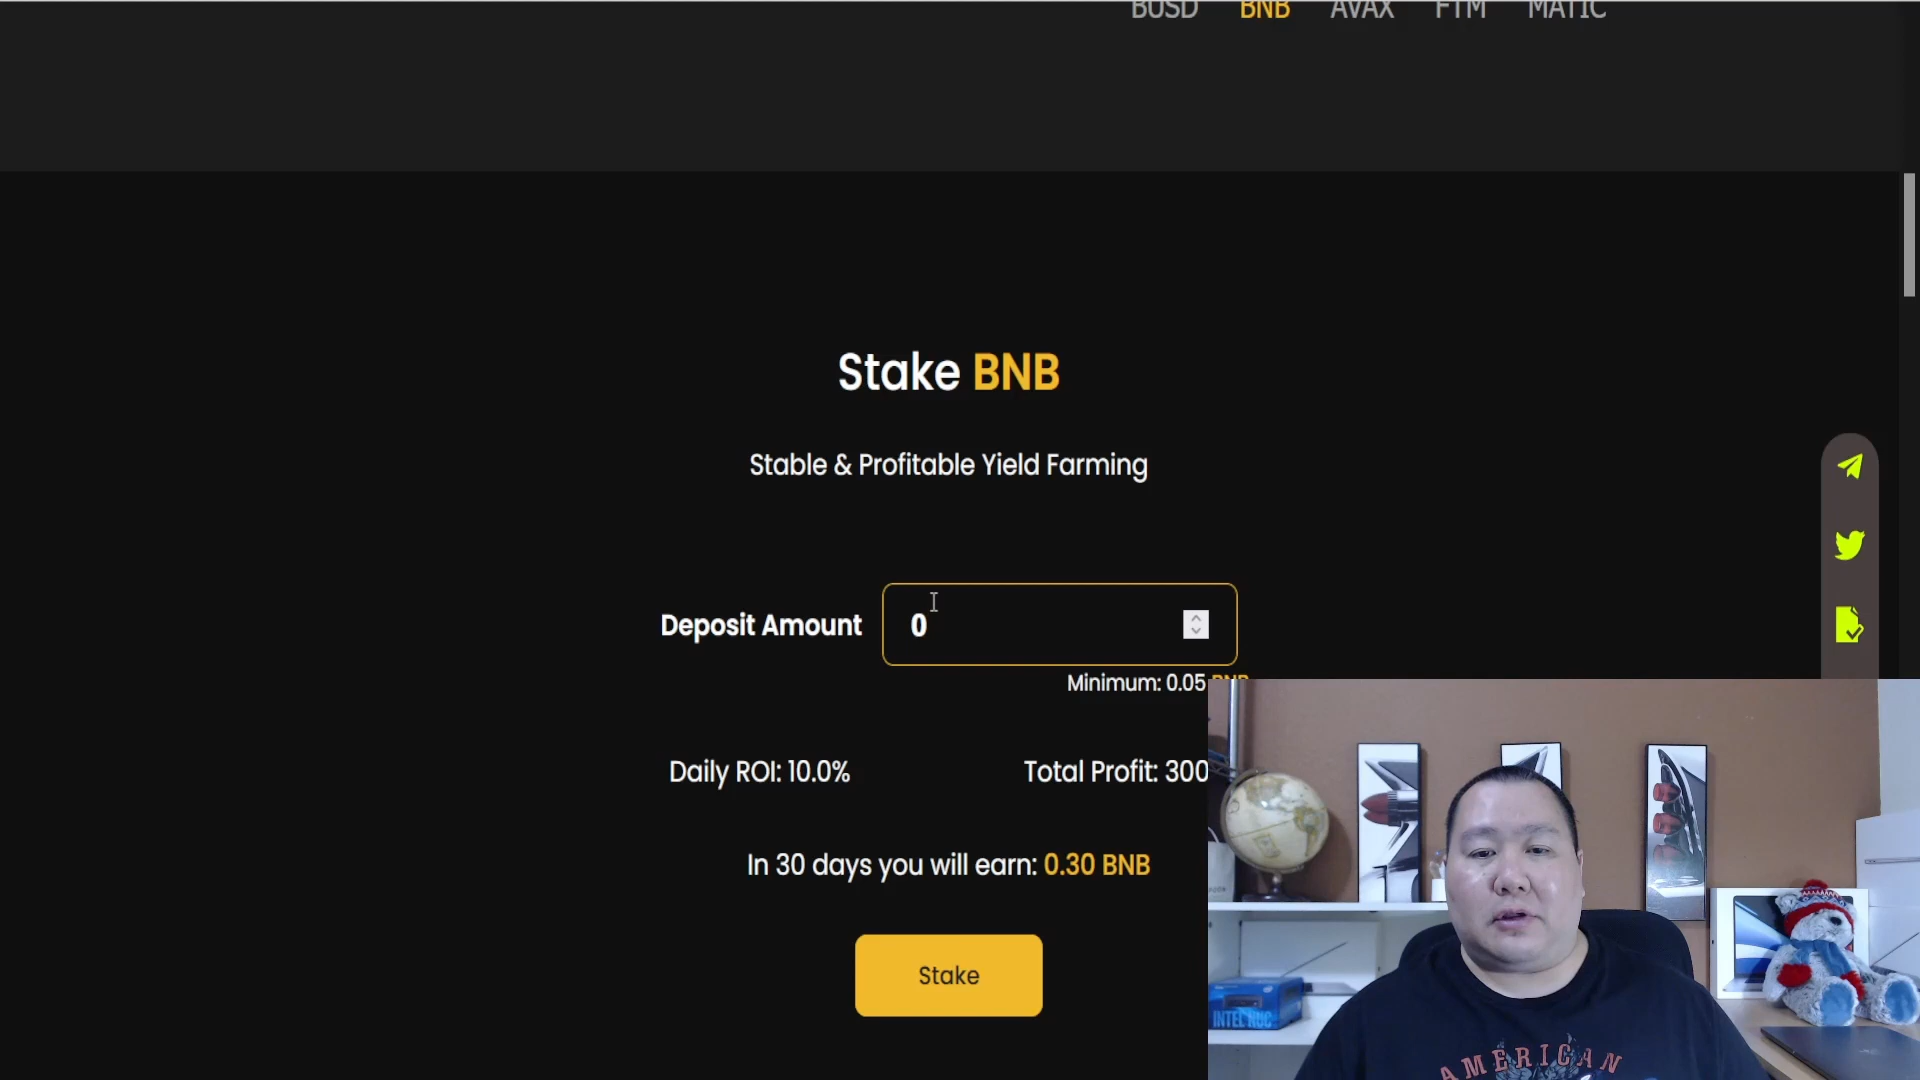 BUSD BNB AVAX FTM MATIC
Stake BNB
Stable & Profitable Yield Farming
Deposit Amount 0
Minimum: 0.05 BNB
Daily ROI: 10.0% Total Profit: 300
In 30 days you will earn: 0.30 BNB
Stake
INTEL NUC
AMERICAN